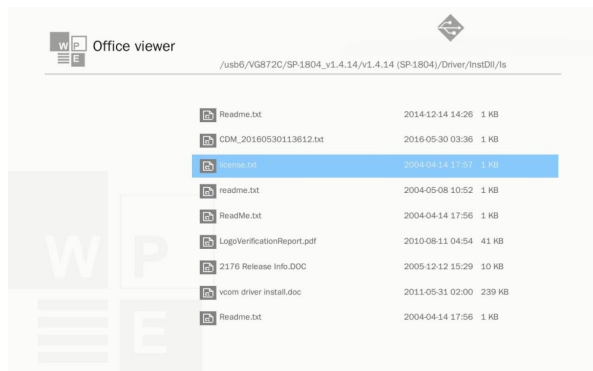 W P E Office viewer
/usb6/VG872C/SP-1804_v1.4.14/v1.4.14 (SP-1804)/Driver/InstDll/Is
Readme.txt 2014-12-14 14:26 1 KB
CDM_20160530113612.txt 2016-05-30 03:36 1 KB
license.txt 2004-04-14 17:57 1 KB
readme.txt 2004-05-08 10:52 1 KB
ReadMe.txt 2004-04-14 17:56 1 KB
LogoVerificationReport.pdf 2010-08-11 04:54 41 KB
2176 Release Info.DOC 2005-12-12 15:29 10 KB
vcom driver install.doc 2011-05-31 02:00 239 KB
Readme.txt 2004-04-14 17:56 1 KB
W P
E